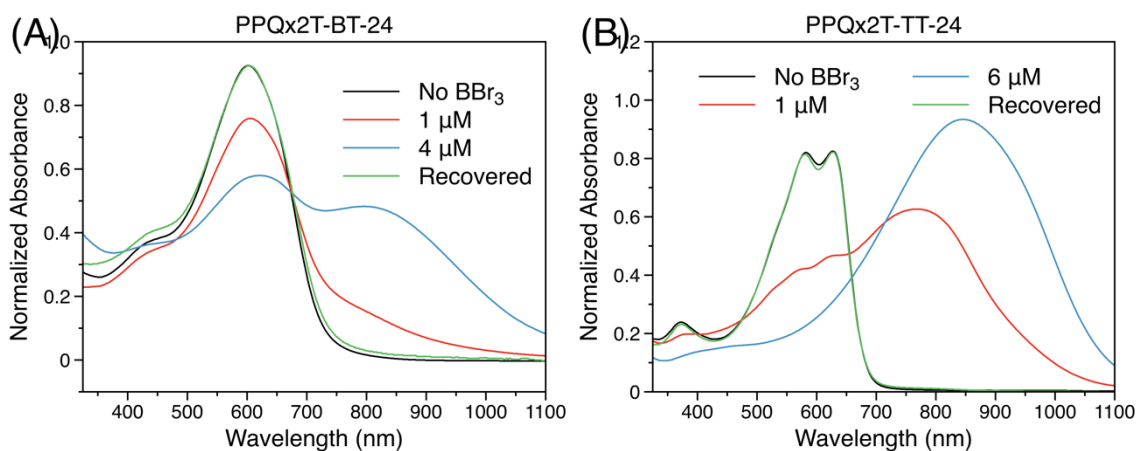 (A)
PPQx2T-BT-24
1.0
0.8
0.6
0.4
0.2
0
Normalized Absorbance
No BBr₃
1 µM
4 µM
Recovered
400 500 600 700 800 900 1000 1100
Wavelength (nm)
(B)
PPQx2T-TT-24
1.2
1.0
0.8
0.6
0.4
0.2
0
Normalized Absorbance
No BBr₃
1 µM
6 µM
Recovered
400 500 600 700 800 900 1000 1100
Wavelength (nm)